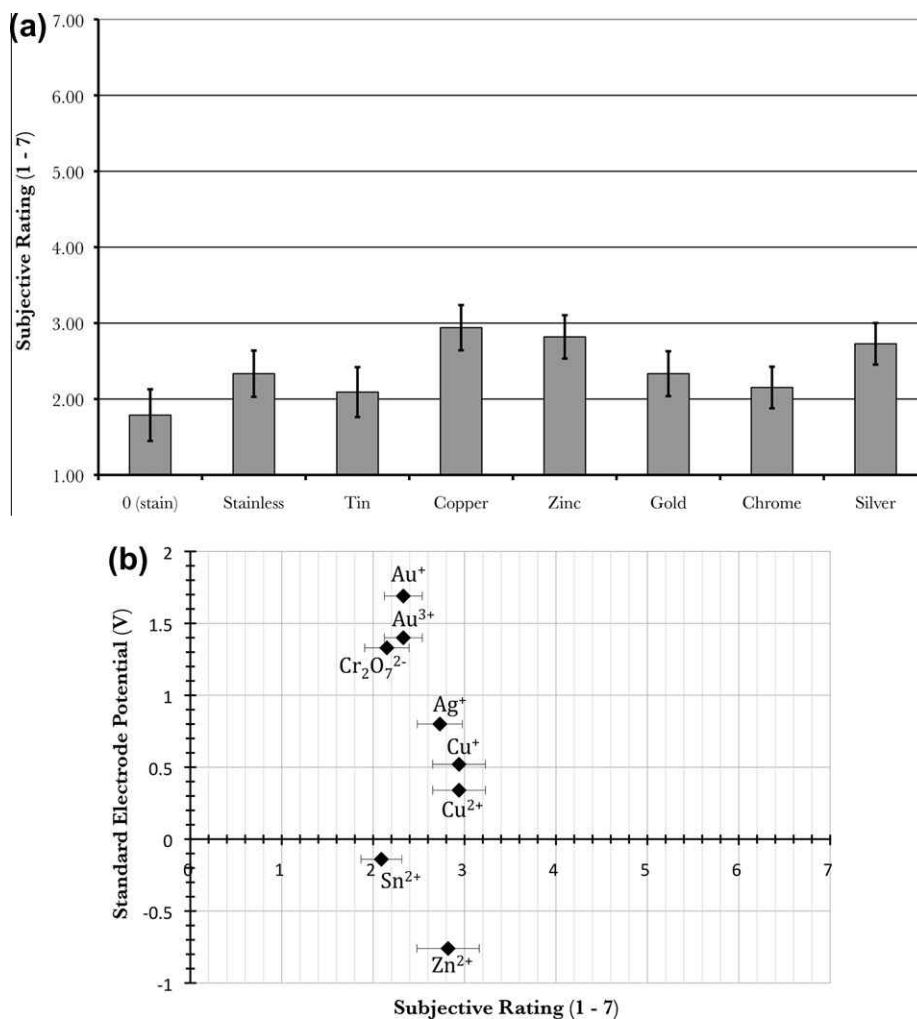 (a)
7.00
6.00
5.00
4.00
3.00
2.00
1.00
Subjective Rating (1 - 7)
0 (stain) Stainless Tin Copper Zinc Gold Chrome Silver
(b)
2
1.5
1
0.5
0
-0.5
-1
Standard Electrode Potential (V)
Au⁺
Au³⁺
Cr₂O₇²⁻
Ag⁺
Cu⁺
Cu²⁺
0 1 2 3 4 5 6 7
Sn²⁺
Zn²⁺
Subjective Rating (1 - 7)